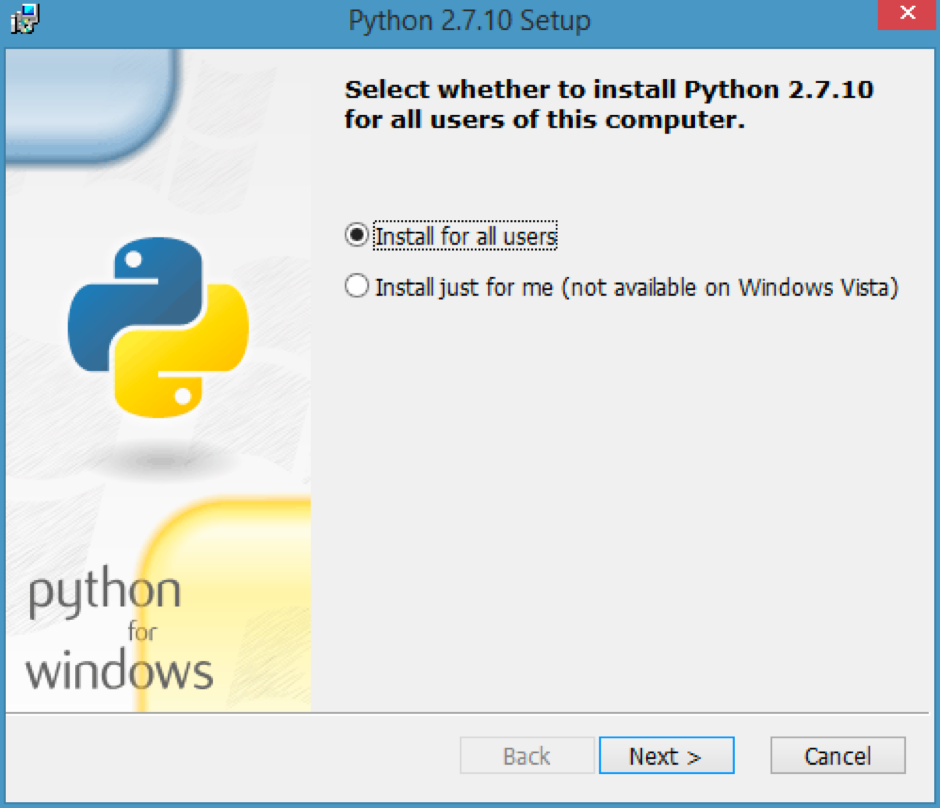 Python 2.7.10 Setup
Select whether to install Python 2.7.10
for all users of this computer.
Install for all users
Install just for me (not available on Windows Vista)
python
for
windows
Back
Next >
Cancel